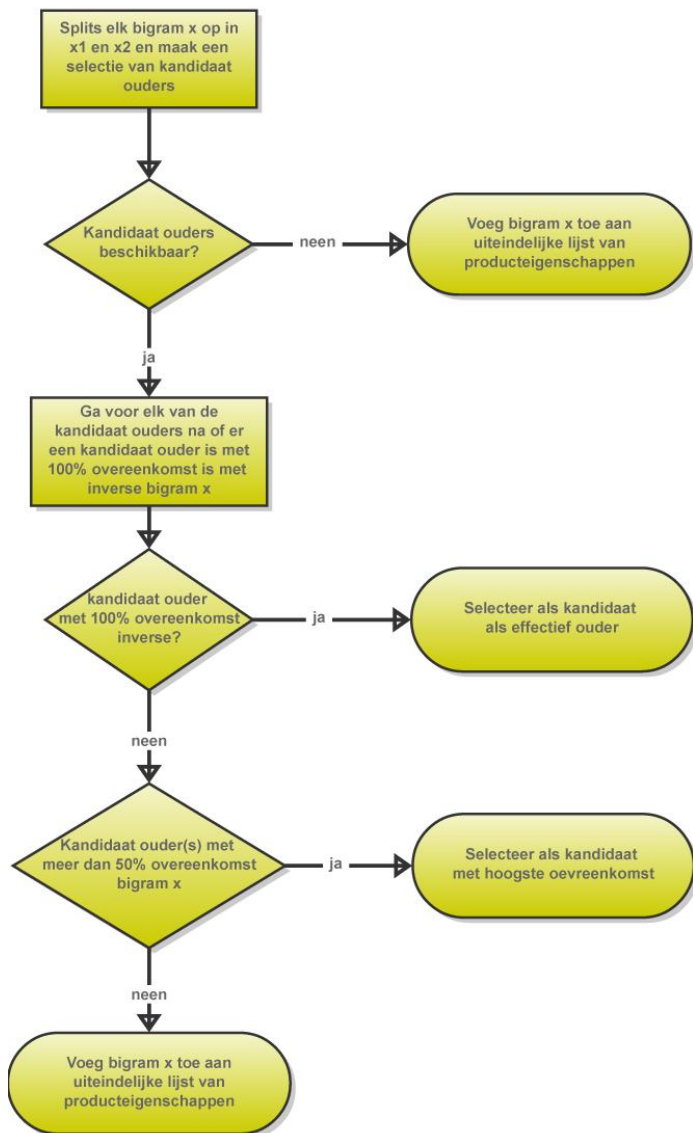 Splits elk bigram x op in
x1 en x2 en maak een
selectie van kandidaat
ouders
Kandidaat ouders
beschikbaar?
neen
Voeg bigram x toe aan
uiteindelijke lijst van
producteigenschappen
ja
Ga voor elk van de
kandidaat ouders na of er
een kandidaat ouder is met
100% overeenkomst is met
inverse bigram x
kandidaat ouder
met 100% overeenkomst
inverse?
ja
Selecteer als kandidaat
als effectief ouder
neen
Kandidaat ouder(s) met
meer dan 50% overeenkomst
bigram x
ja
Selecteer als kandidaat
met hoogste oevreenkomst
neen
Voeg bigram x toe aan
uiteindelijke lijst van
producteigenschappen